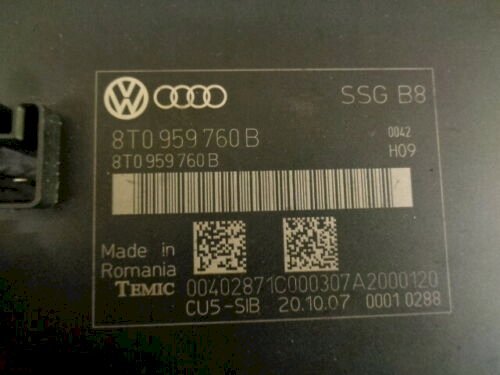 SSG B8
8T0 959 760 B
0042
8T0 959 760 B
H09
Made in
Romania
TEMIC
00402871C000307A2000120
CU5-SIB 20.10.07 0001 0288